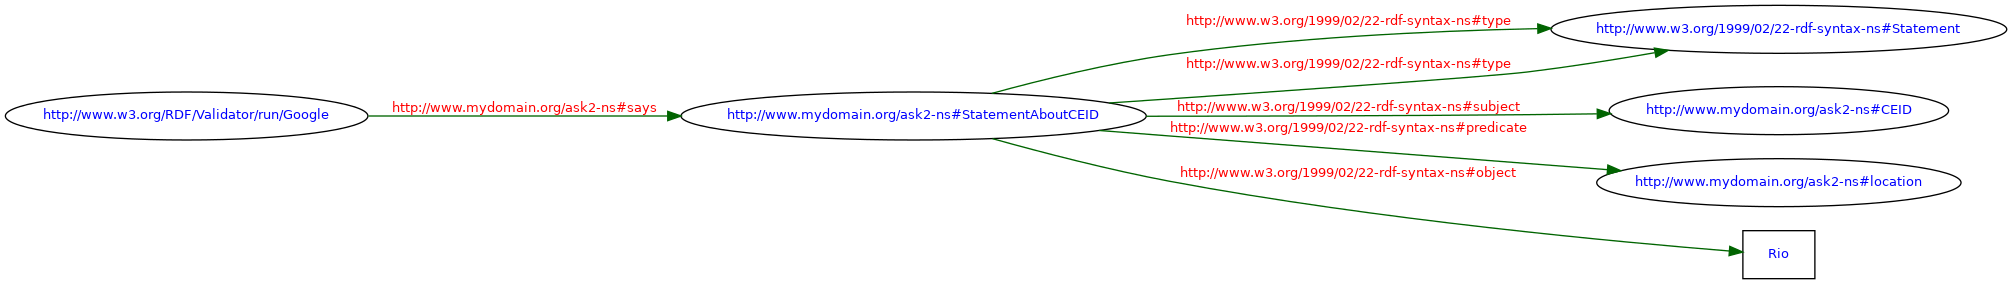 http://www.w3.org/1999/02/22-rdf-syntax-ns#type
http://www.w3.org/1999/02/22-rdf-syntax-ns#Statement
http://www.w3.org/1999/02/22-rdf-syntax-ns#type
http://www.w3.org/RDF/Validator/run/Google
http://www.mydomain.org/ask2-ns#says
http://www.mydomain.org/ask2-ns#StatementAboutCEID
http://www.w3.org/1999/02/22-rdf-syntax-ns#subject
http://www.mydomain.org/ask2-ns#CEID
http://www.w3.org/1999/02/22-rdf-syntax-ns#predicate
http://www.w3.org/1999/02/22-rdf-syntax-ns#object
http://www.mydomain.org/ask2-ns#location
Rio